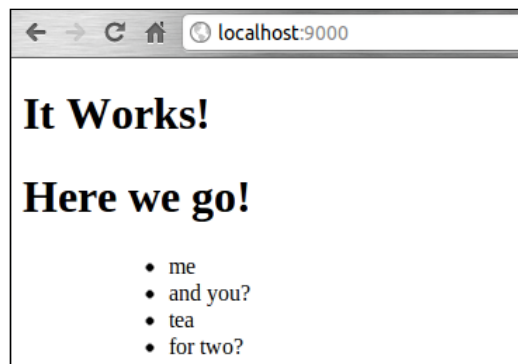 localhost:9000
It Works!
Here we go!
• me
• and you?
• tea
• for two?